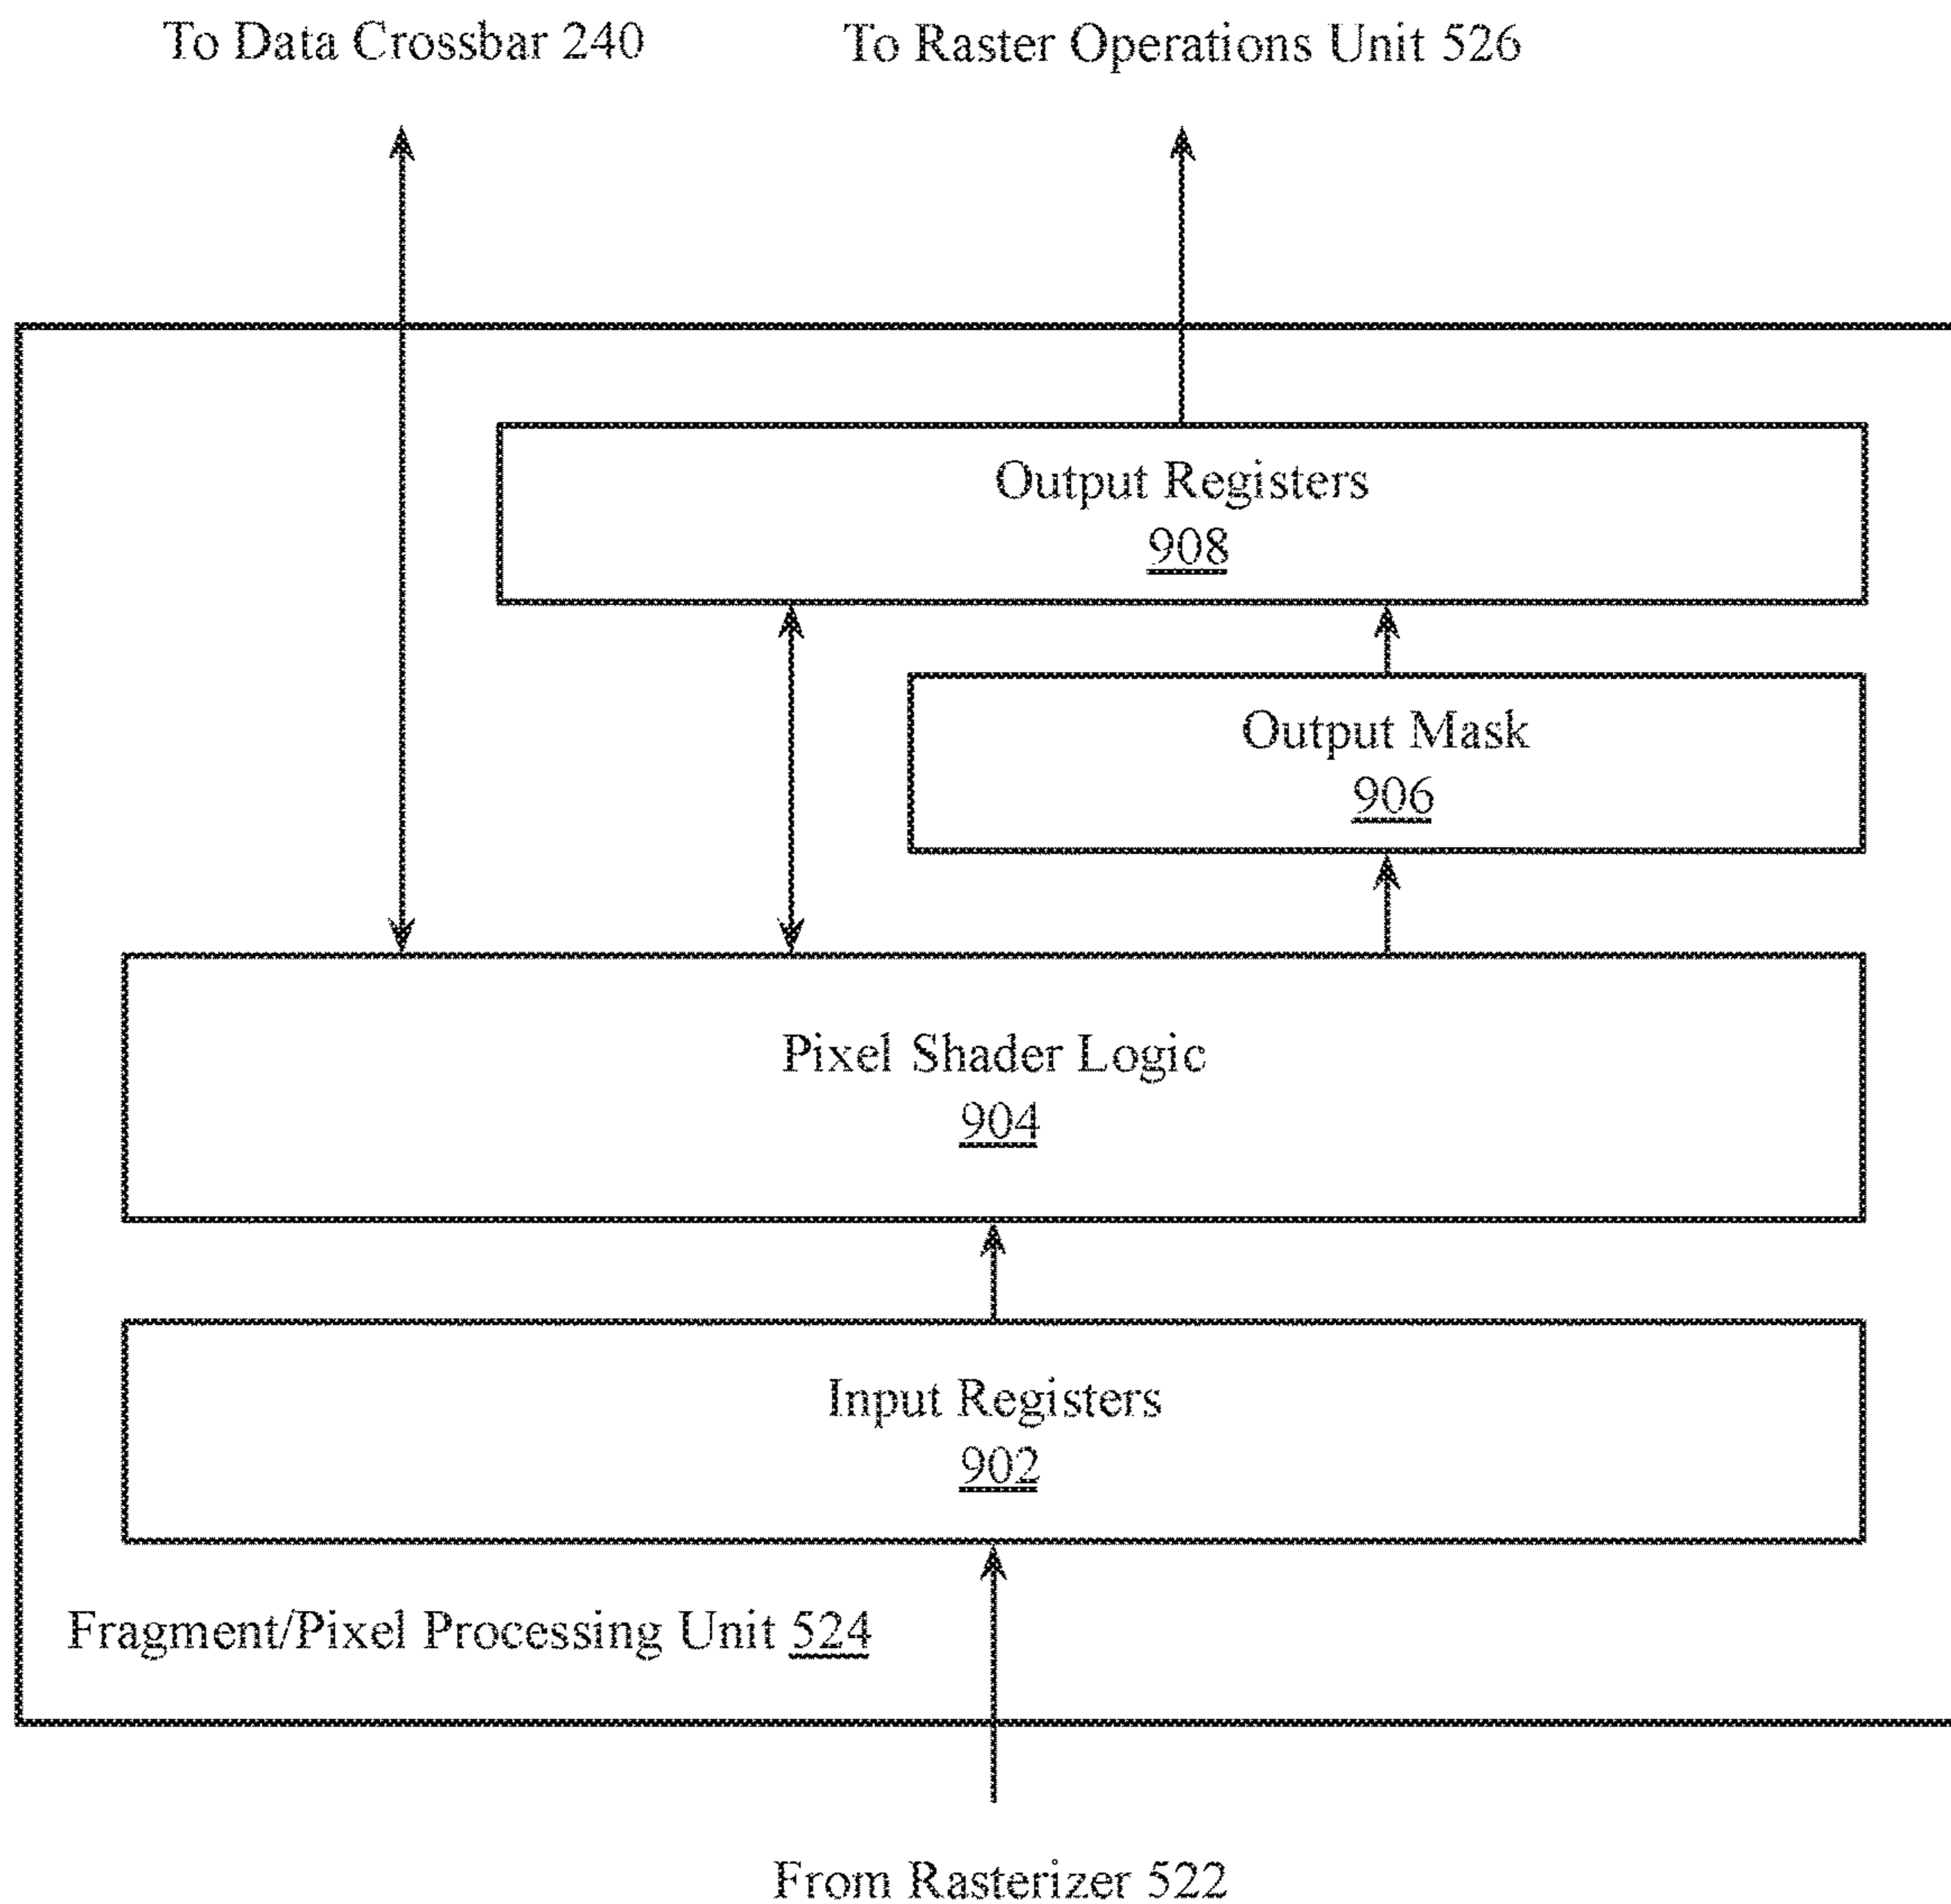 To Data Crossbar 240
To Raster Operations Unit 526
Output Registers
908
Output Mask
906
Pixel Shader Logic
904
Input Registers
902
Fragment/Pixel Processing Unit 524
From Rasterizer 522